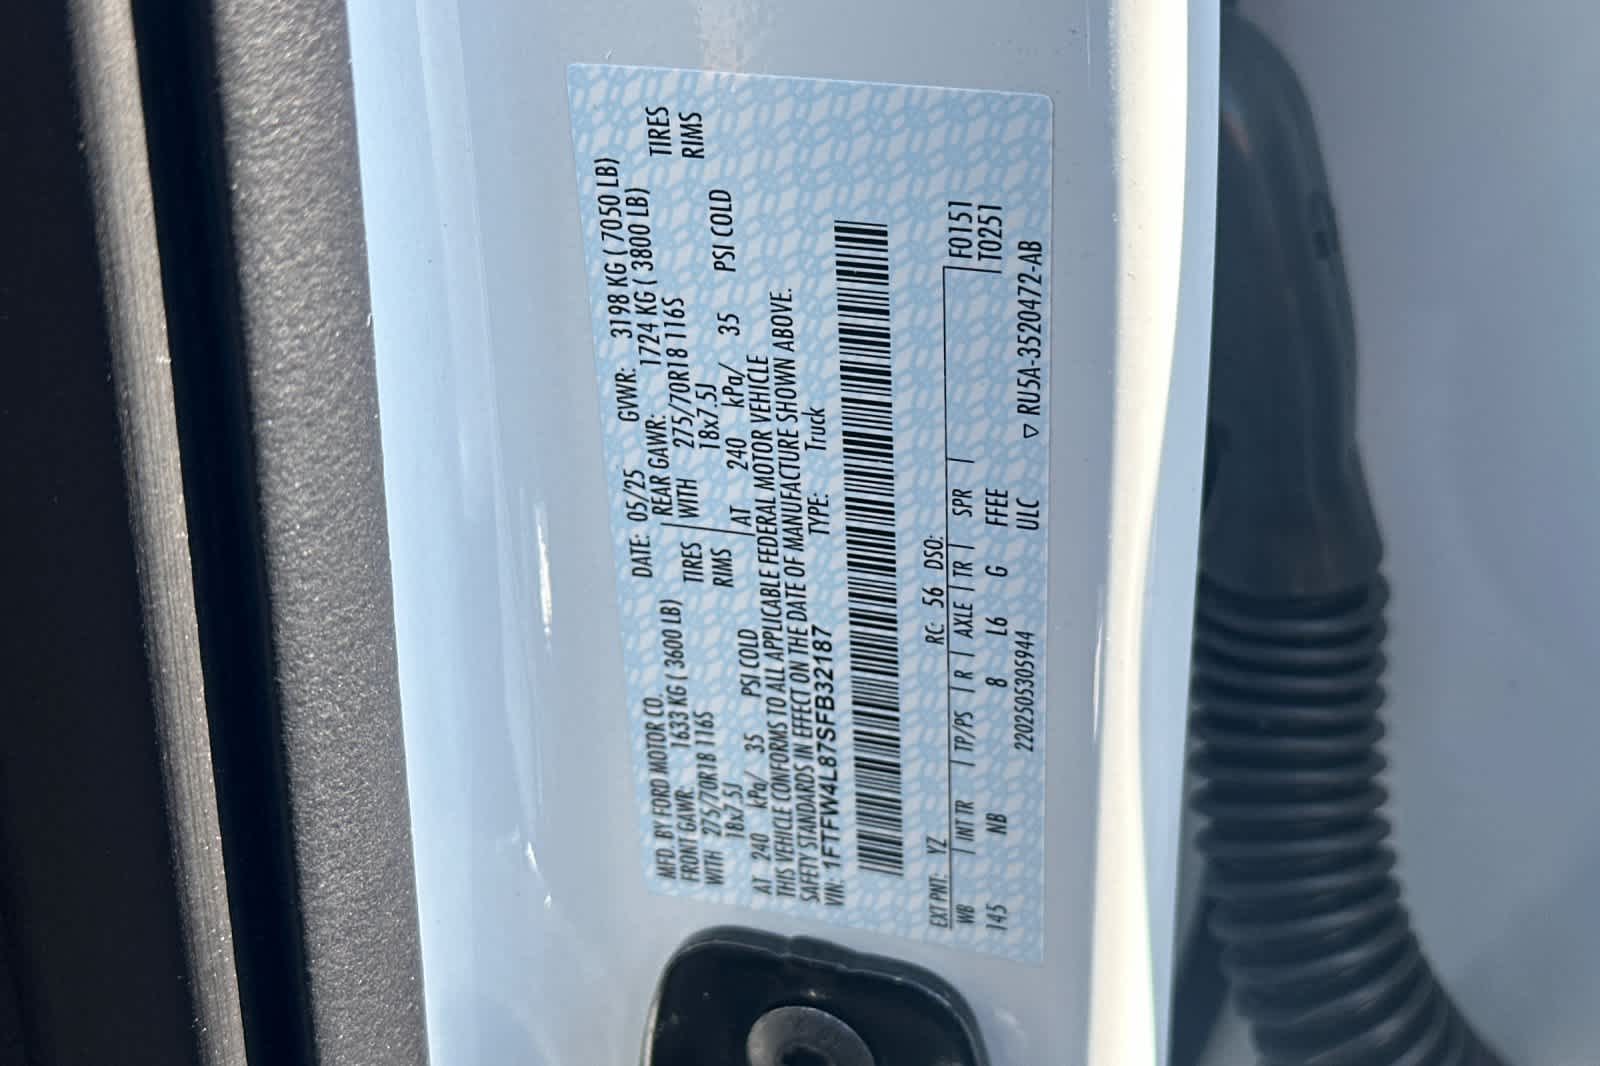 MFD. BY FORD MOTOR CO.
DATE: 05/25 GVWR: 3198 KG ( 7050 LB)
FRONT GAWR: 1633 KG ( 3600 LB) REAR GAWR: 1724 KG ( 3800 LB)
WITH 275/70R18 116S TIRES WITH 275/70R18 116S TIRES
18x7.5J RIMS 18x7.5J RIMS
AT 240 kPa/ 35 PSI COLD AT 240 kPa/ 35 PSI COLD
THIS VEHICLE CONFORMS TO ALL APPLICABLE FEDERAL MOTOR VEHICLE
SAFETY STANDARDS IN EFFECT ON THE DATE OF MANUFACTURE SHOWN ABOVE.
VIN: 1FTFW4L87SFB32187 TYPE: Truck
EXT PNT: YZ RC: 56 DSO:
WB | INT TR | TP/PS | R | AXLE | TR | SPR | F0151
145 NB 8 L6 G FFEE T0251
2202505305944 ULC ▽ RU5A-3520472-AB